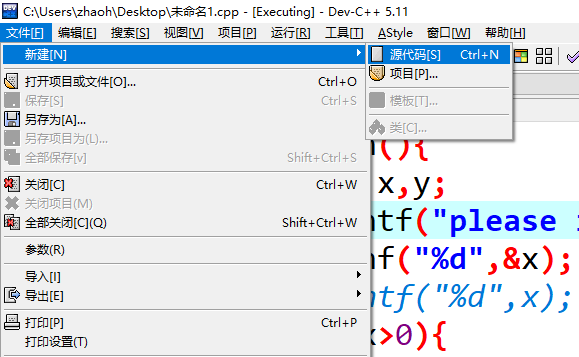 C:\Users\zhaoh\Desktop\未命名1.cpp - [Executing] - Dev-C++ 5.11
文件[F] 编辑[E] 搜索[S] 视图[V] 项目[P] 运行[R] 工具[T] AStyle 窗口[W] 帮助[H]
新建[N]
源代码[S] Ctrl+N
项目[P]...
模板[T]...
类[C]...
打开项目或文件[O]... Ctrl+O
保存[S] Ctrl+S
另存为[A]...
另存项目为(L)...
全部保存[v] Shift+Ctrl+S
关闭[C] Ctrl+W
关闭项目(M)
全部关闭[C](Q) Shift+Ctrl+W
参数(R)
导入[I]
导出[E]
打印[P] Ctrl+P
打印设置(T)
(){
x,y;
ntf("please
nf("%d",&x);
ntf("%d",x);
x>0){